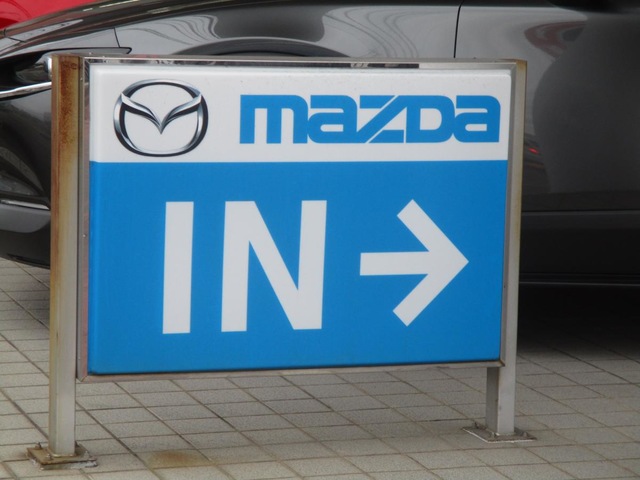 mazda
IN →